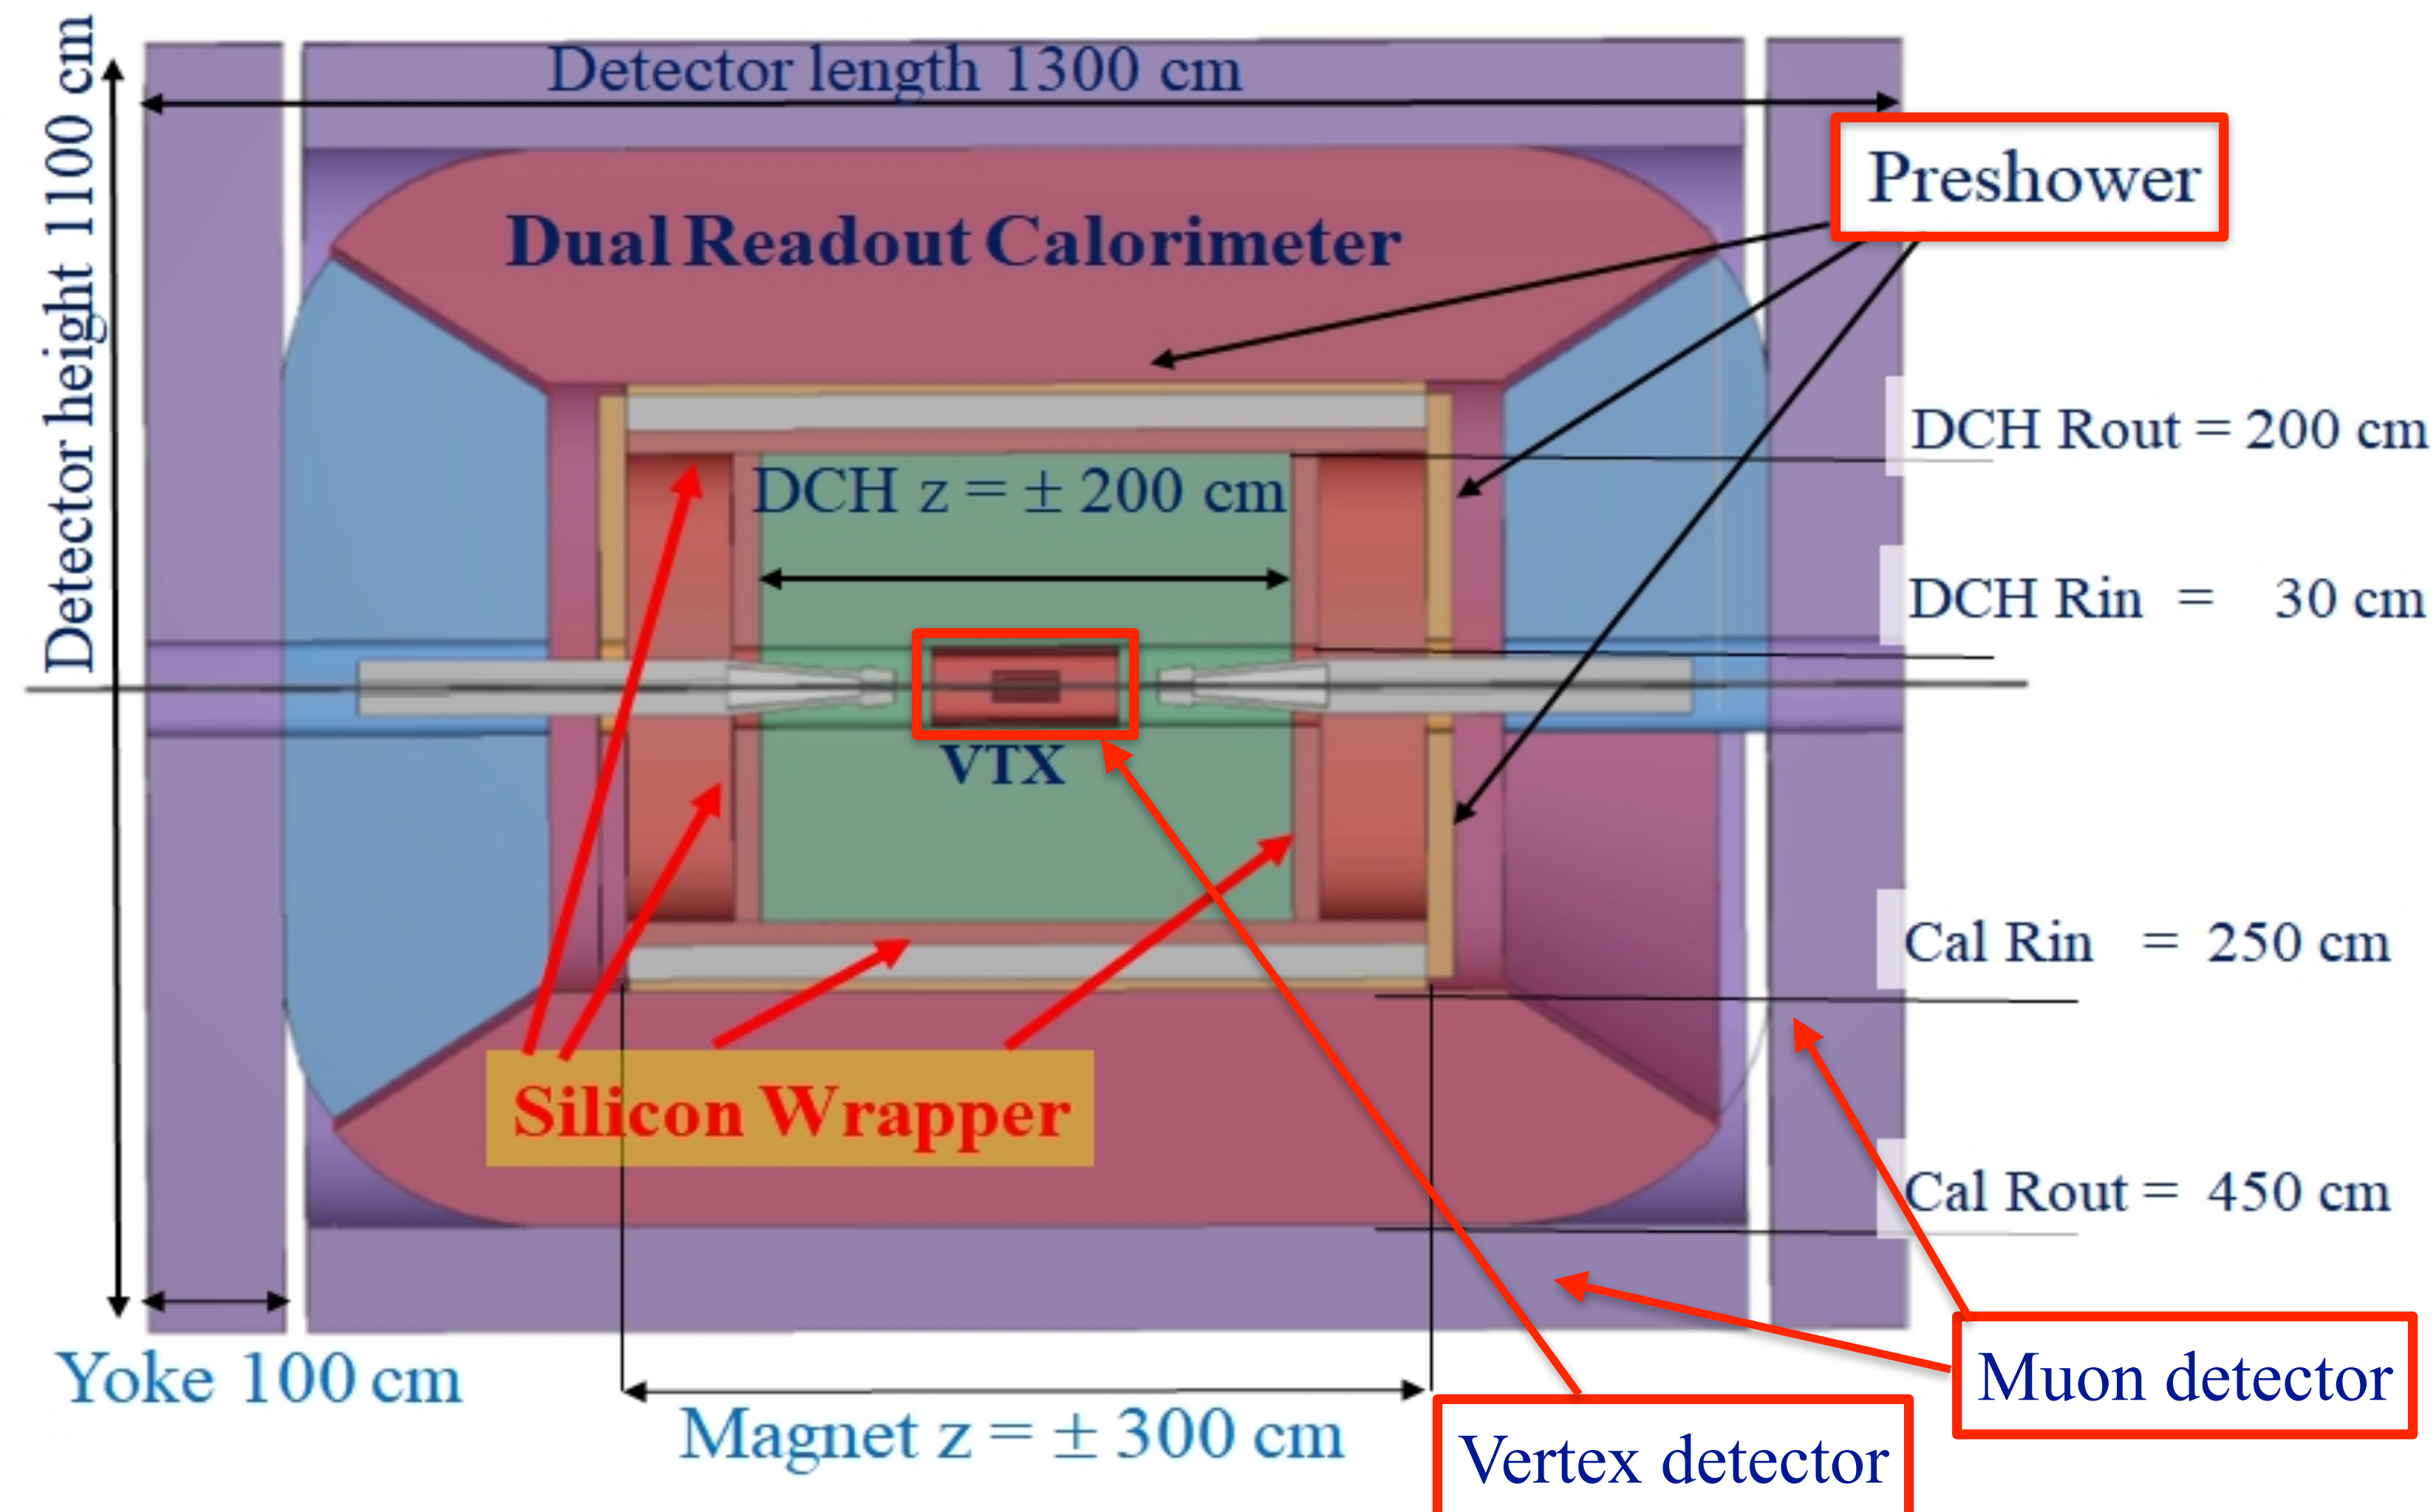 Detector length 1300 cm
Detector height 1100 cm
Preshower
Dual Readout Calorimeter
DCH Rout = 200 cm
DCH z = ± 200 cm
DCH Rin = 30 cm
VTX
Cal Rin = 250 cm
Silicon Wrapper
Cal Rout = 450 cm
Yoke 100 cm
Muon detector
Magnet z = ± 300 cm
Vertex detector